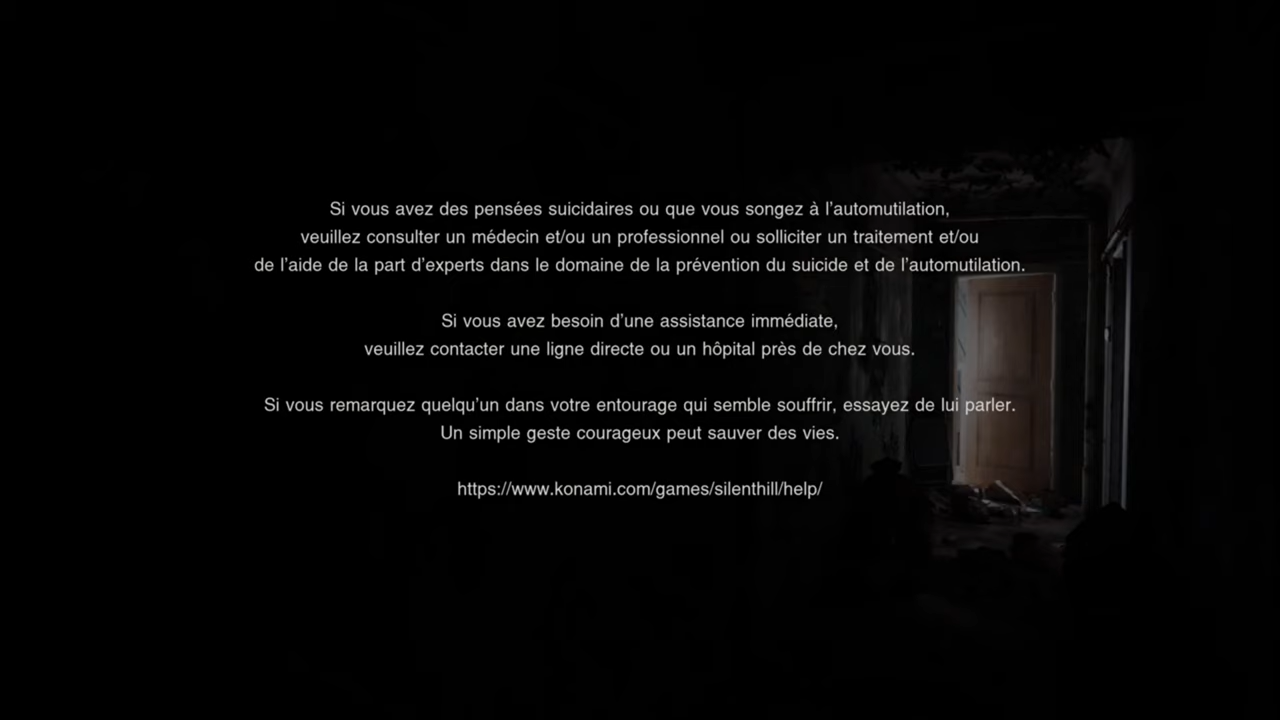 Si vous avez des pensées suicidaires ou que vous songez à l'automutilation,
veuillez consulter un médecin et/ou un professionnel ou solliciter un traitement et/ou
de l'aide de la part d'experts dans le domaine de la prévention du suicide et de l'automutilation.
Si vous avez besoin d'une assistance immédiate,
veuillez contacter une ligne directe ou un hôpital près de chez vous.
Si vous remarquez quelqu'un dans votre entourage qui semble souffrir, essayez de lui parler.
Un simple geste courageux peut sauver des vies.
https://www.konami.com/games/silenthill/help/